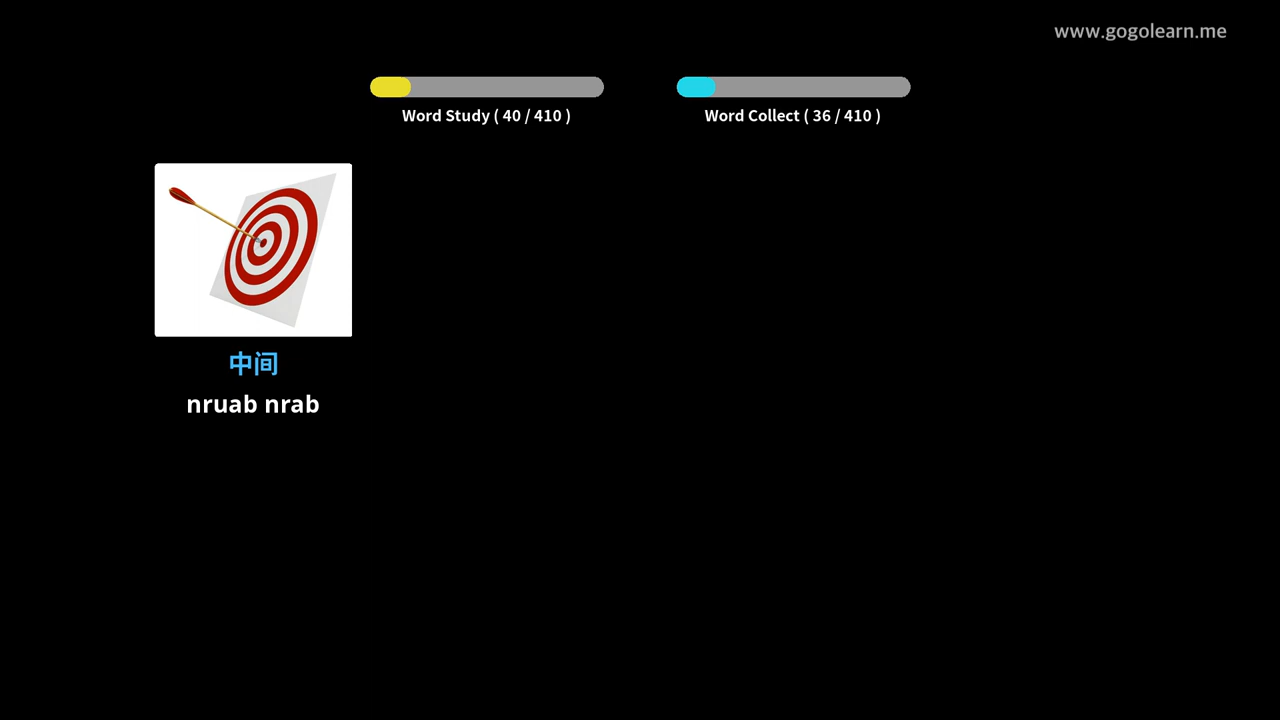 www.gogolearn.me
Word Study ( 40 / 410 )
Word Collect ( 36 / 410 )
中间
nruab nrab